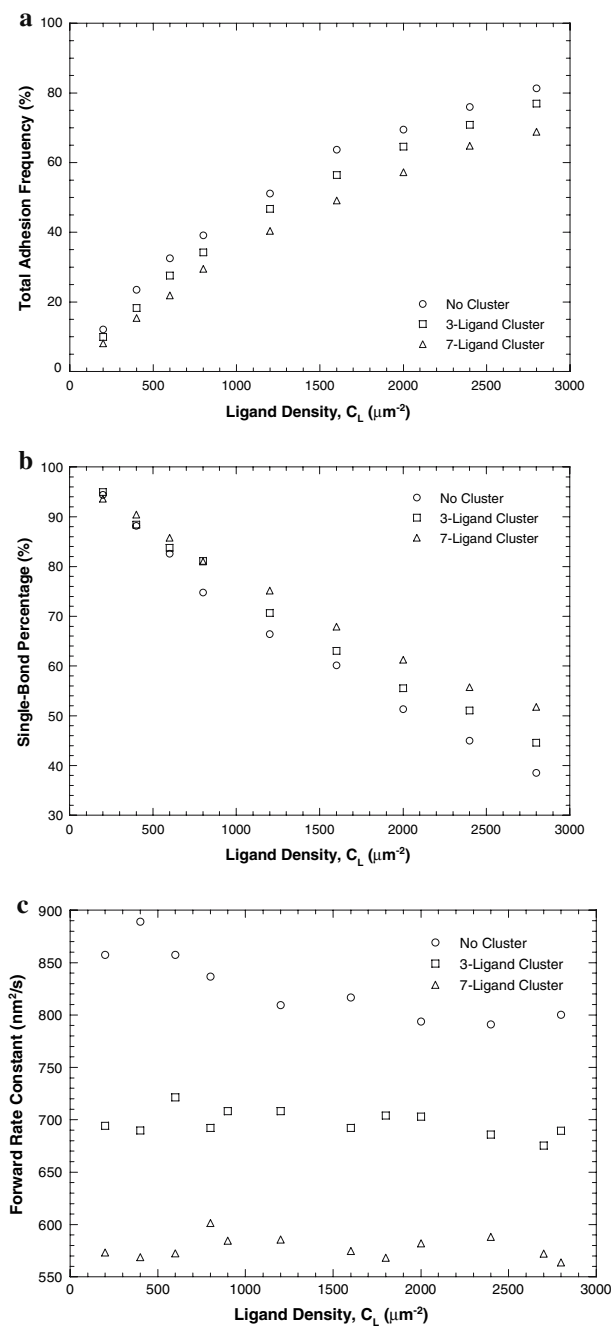 a
100
80
60
40
20
0
Total Adhesion Frequency (%)
No Cluster
3-Ligand Cluster
7-Ligand Cluster
0 500 1000 1500 2000 2500 3000
Ligand Density, C_L (µm⁻²)
b
100
90
80
70
60
50
40
30
Single-Bond Percentage (%)
No Cluster
3-Ligand Cluster
7-Ligand Cluster
0 500 1000 1500 2000 2500 3000
Ligand Density, C_L (µm⁻²)
c
900
850
800
750
700
650
600
550
Forward Rate Constant (nm²/s)
No Cluster
3-Ligand Cluster
7-Ligand Cluster
0 500 1000 1500 2000 2500 3000
Ligand Density, C_L (µm⁻²)